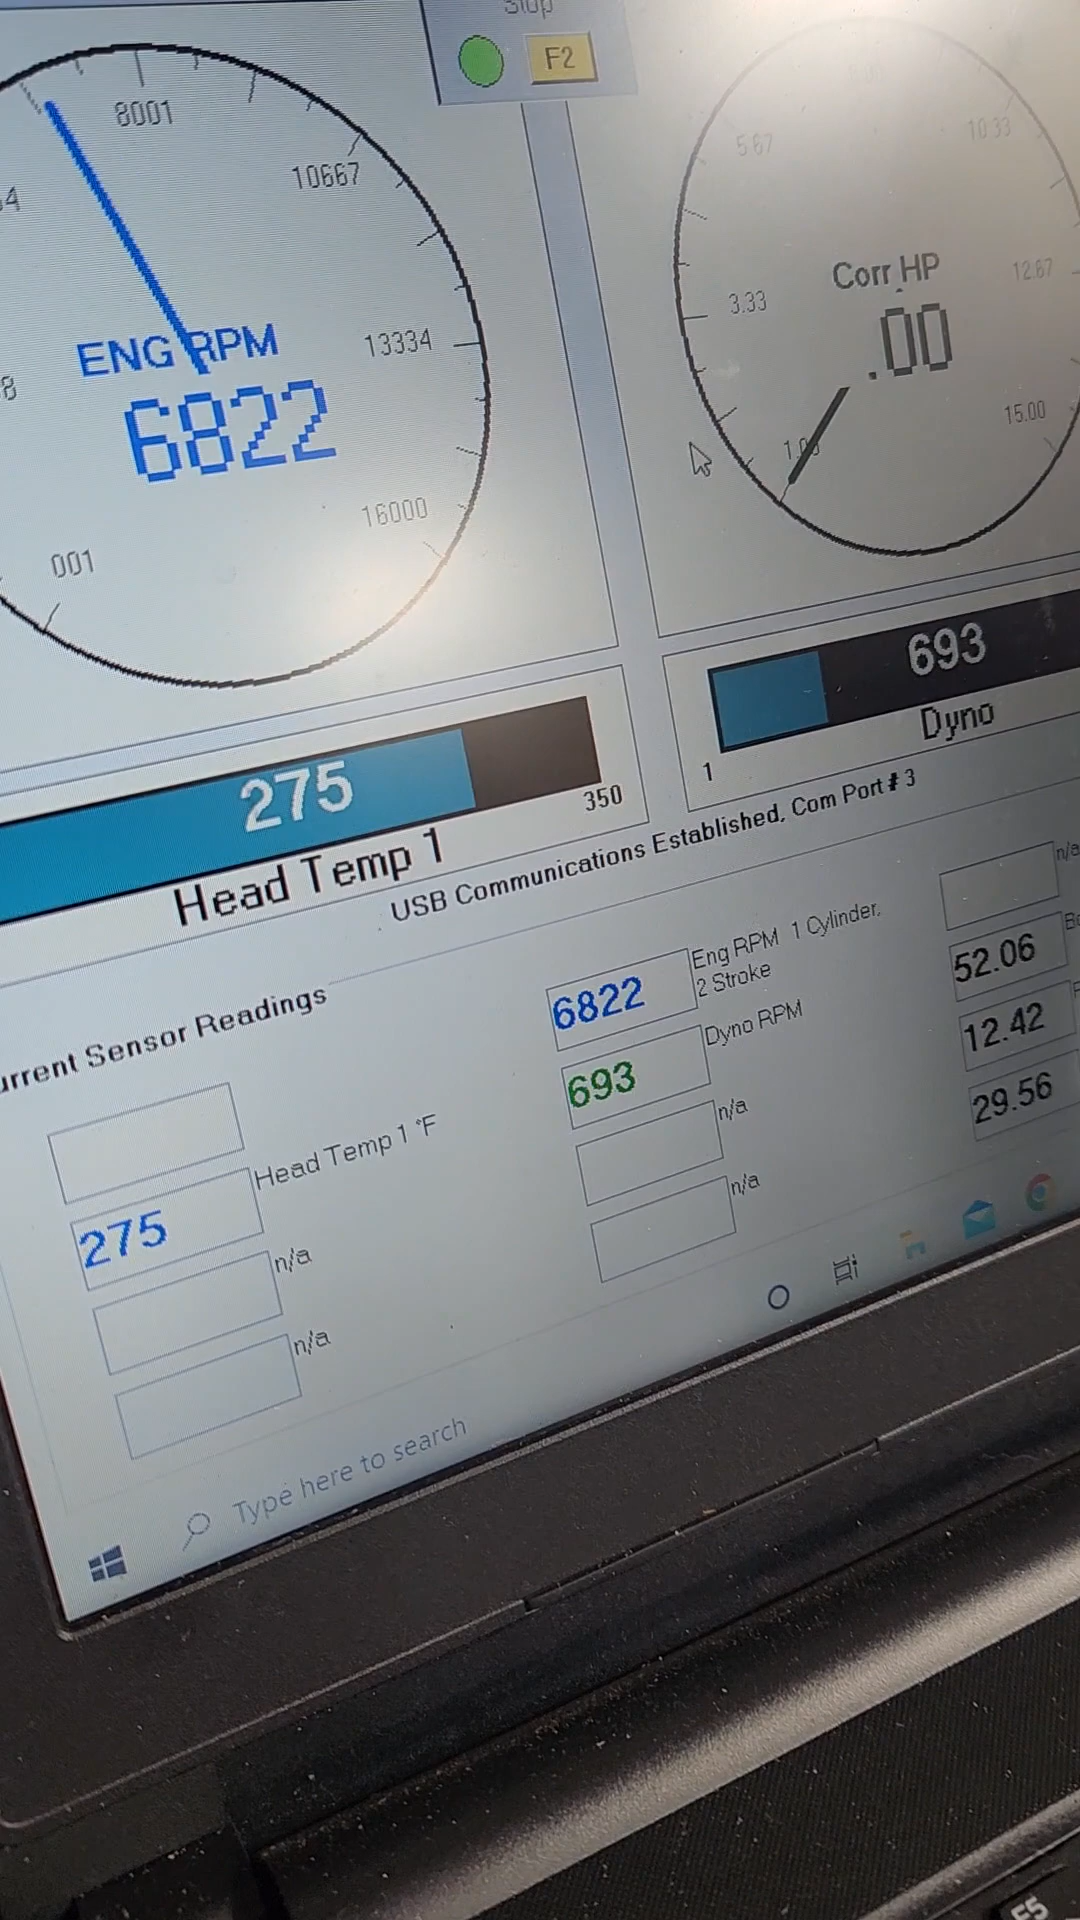 Stop
F2
8001
10667
ENG RPM
13334
6822
16000
001
5.67
10.33
Corr HP
12.67
3.33
.00
15.00
275
350
Head Temp 1
693
1
Dyno
USB Communications Established, Com Port # 3
Current Sensor Readings
275
Head Temp 1 °F
n/a
n/a
6822
Eng RPM 1 Cylinder,
2 Stroke
693
Dyno RPM
n/a
n/a
n/a
52.06
12.42
29.56
Type here to search
F5